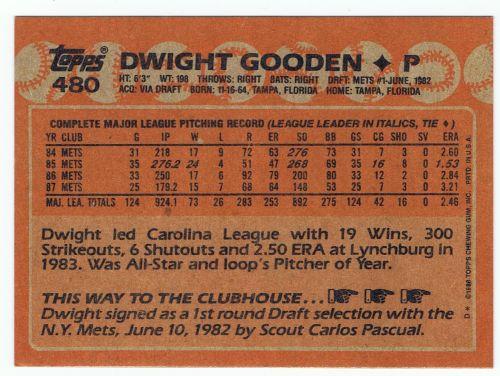 Topps
480
DWIGHT GOODEN ♦ P
HT: 6'3" WT: 198 THROWS: RIGHT BATS: RIGHT DRFT: METS #1-JUNE, 1982
ACQ: VIA DRAFT BORN: 11-16-64, TAMPA, FLORIDA HOME: TAMPA, FLORIDA
COMPLETE MAJOR LEAGUE PITCHING RECORD (LEAGUE LEADER IN ITALICS, TIE ♦)
YR CLUB G IP W L R ER SO BB GS CG SHO SV ERA
84 METS 31 218 17 9 72 63 276 73 31 7 3 0 2.60
85 METS 35 276.2 24 4 51 47 268 69 35 16 8 0 1.53
86 METS 33 250 17 6 92 79 200 80 33 12 2 0 2.84
87 METS 25 179.2 15 7 68 64 148 53 25 7 3 0 3.21
MAJ. LEA. TOTALS 124 924.1 73 26 283 253 892 275 124 42 16 0 2.46
Dwight led Carolina League with 19 Wins, 300
Strikeouts, 6 Shutouts and 2.50 ERA at Lynchburg in
1983. Was All-Star and loop's Pitcher of Year.
THIS WAY TO THE CLUBHOUSE...
Dwight signed as a 1st round Draft selection with the
N.Y. Mets, June 10, 1982 by Scout Carlos Pascual.
D* ©1988 TOPPS CHEWING GUM, INC. PRTD. IN U.S.A.